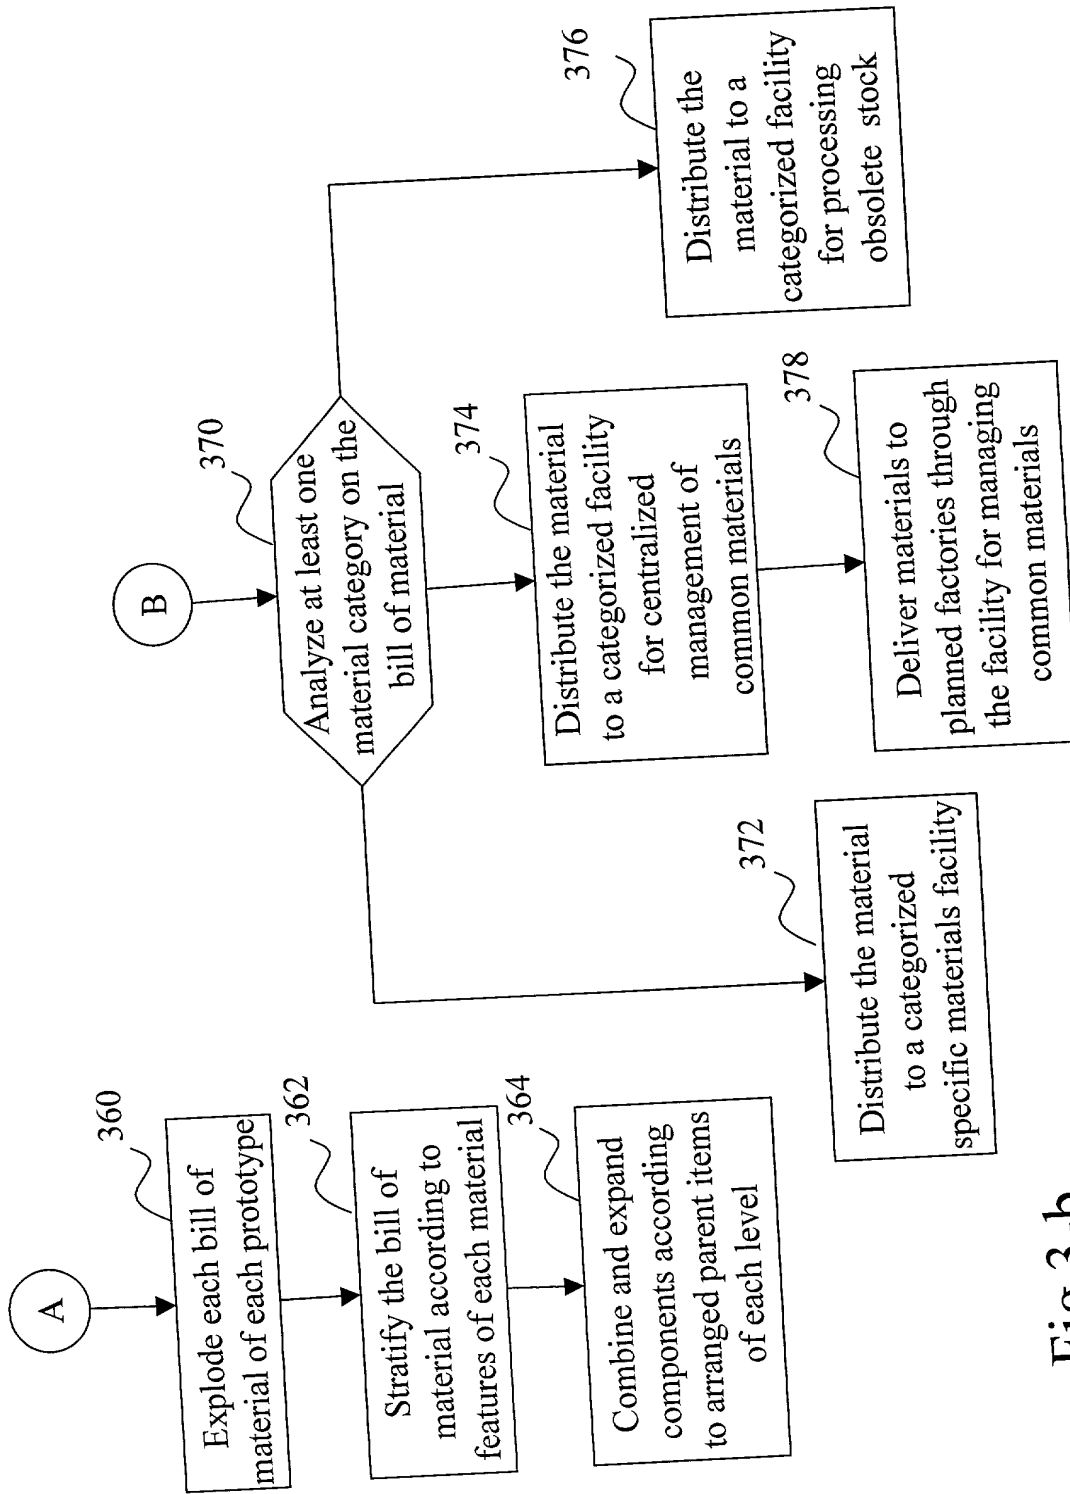 A
360
Explode each bill of
material of each prototype
362
Stratify the bill of
material according to
features of each material
364
Combine and expand
components according
to arranged parent items
of each level
B
370
Analyze at least one
material category on the
bill of material
372
Distribute the material
to a categorized
specific materials facility
374
Distribute the material
to a categorized facility
for centralized
management of
common materials
376
Distribute the
material to a
categorized facility
for processing
obsolete stock
378
Deliver materials to
planned factories through
the facility for managing
common materials